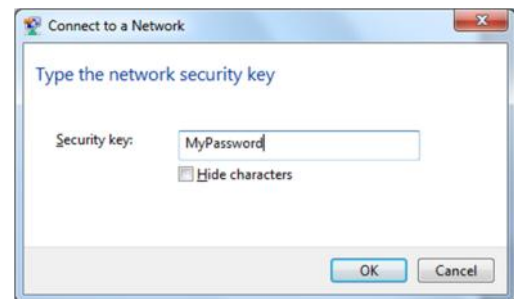 Connect to a Network
Type the network security key
Security key: MyPassword
Hide characters
OK Cancel